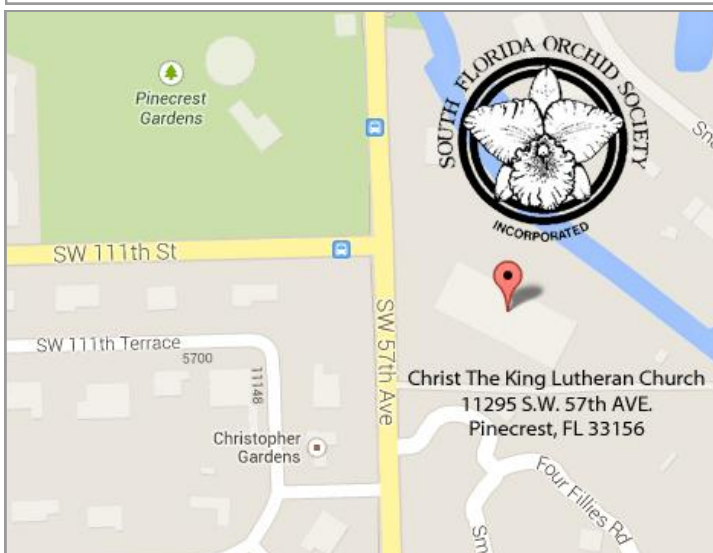 SOUTH FLORIDA ORCHID SOCIETY
INCORPORATED
Pinecrest
Gardens
SW 111th St
SW 57th Ave
SW 111th Terrace
5700
11148
Christ The King Lutheran Church
11295 S.W. 57th AVE.
Pinecrest, FL 33156
Christopher
Gardens
Four Fillies Rd